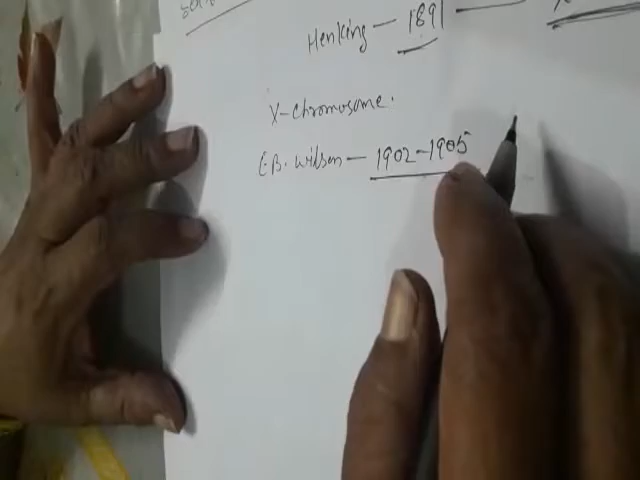 Henking — 1891
X-Chromosome.
E.B. Wilson — 1902-1905